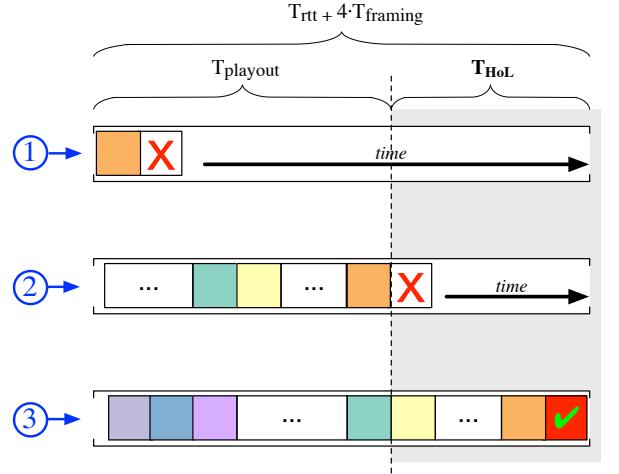 Trtt + 4·Tframing
Tplayout
THoL
1
X
time
2
...
...
X
time
3
...
...